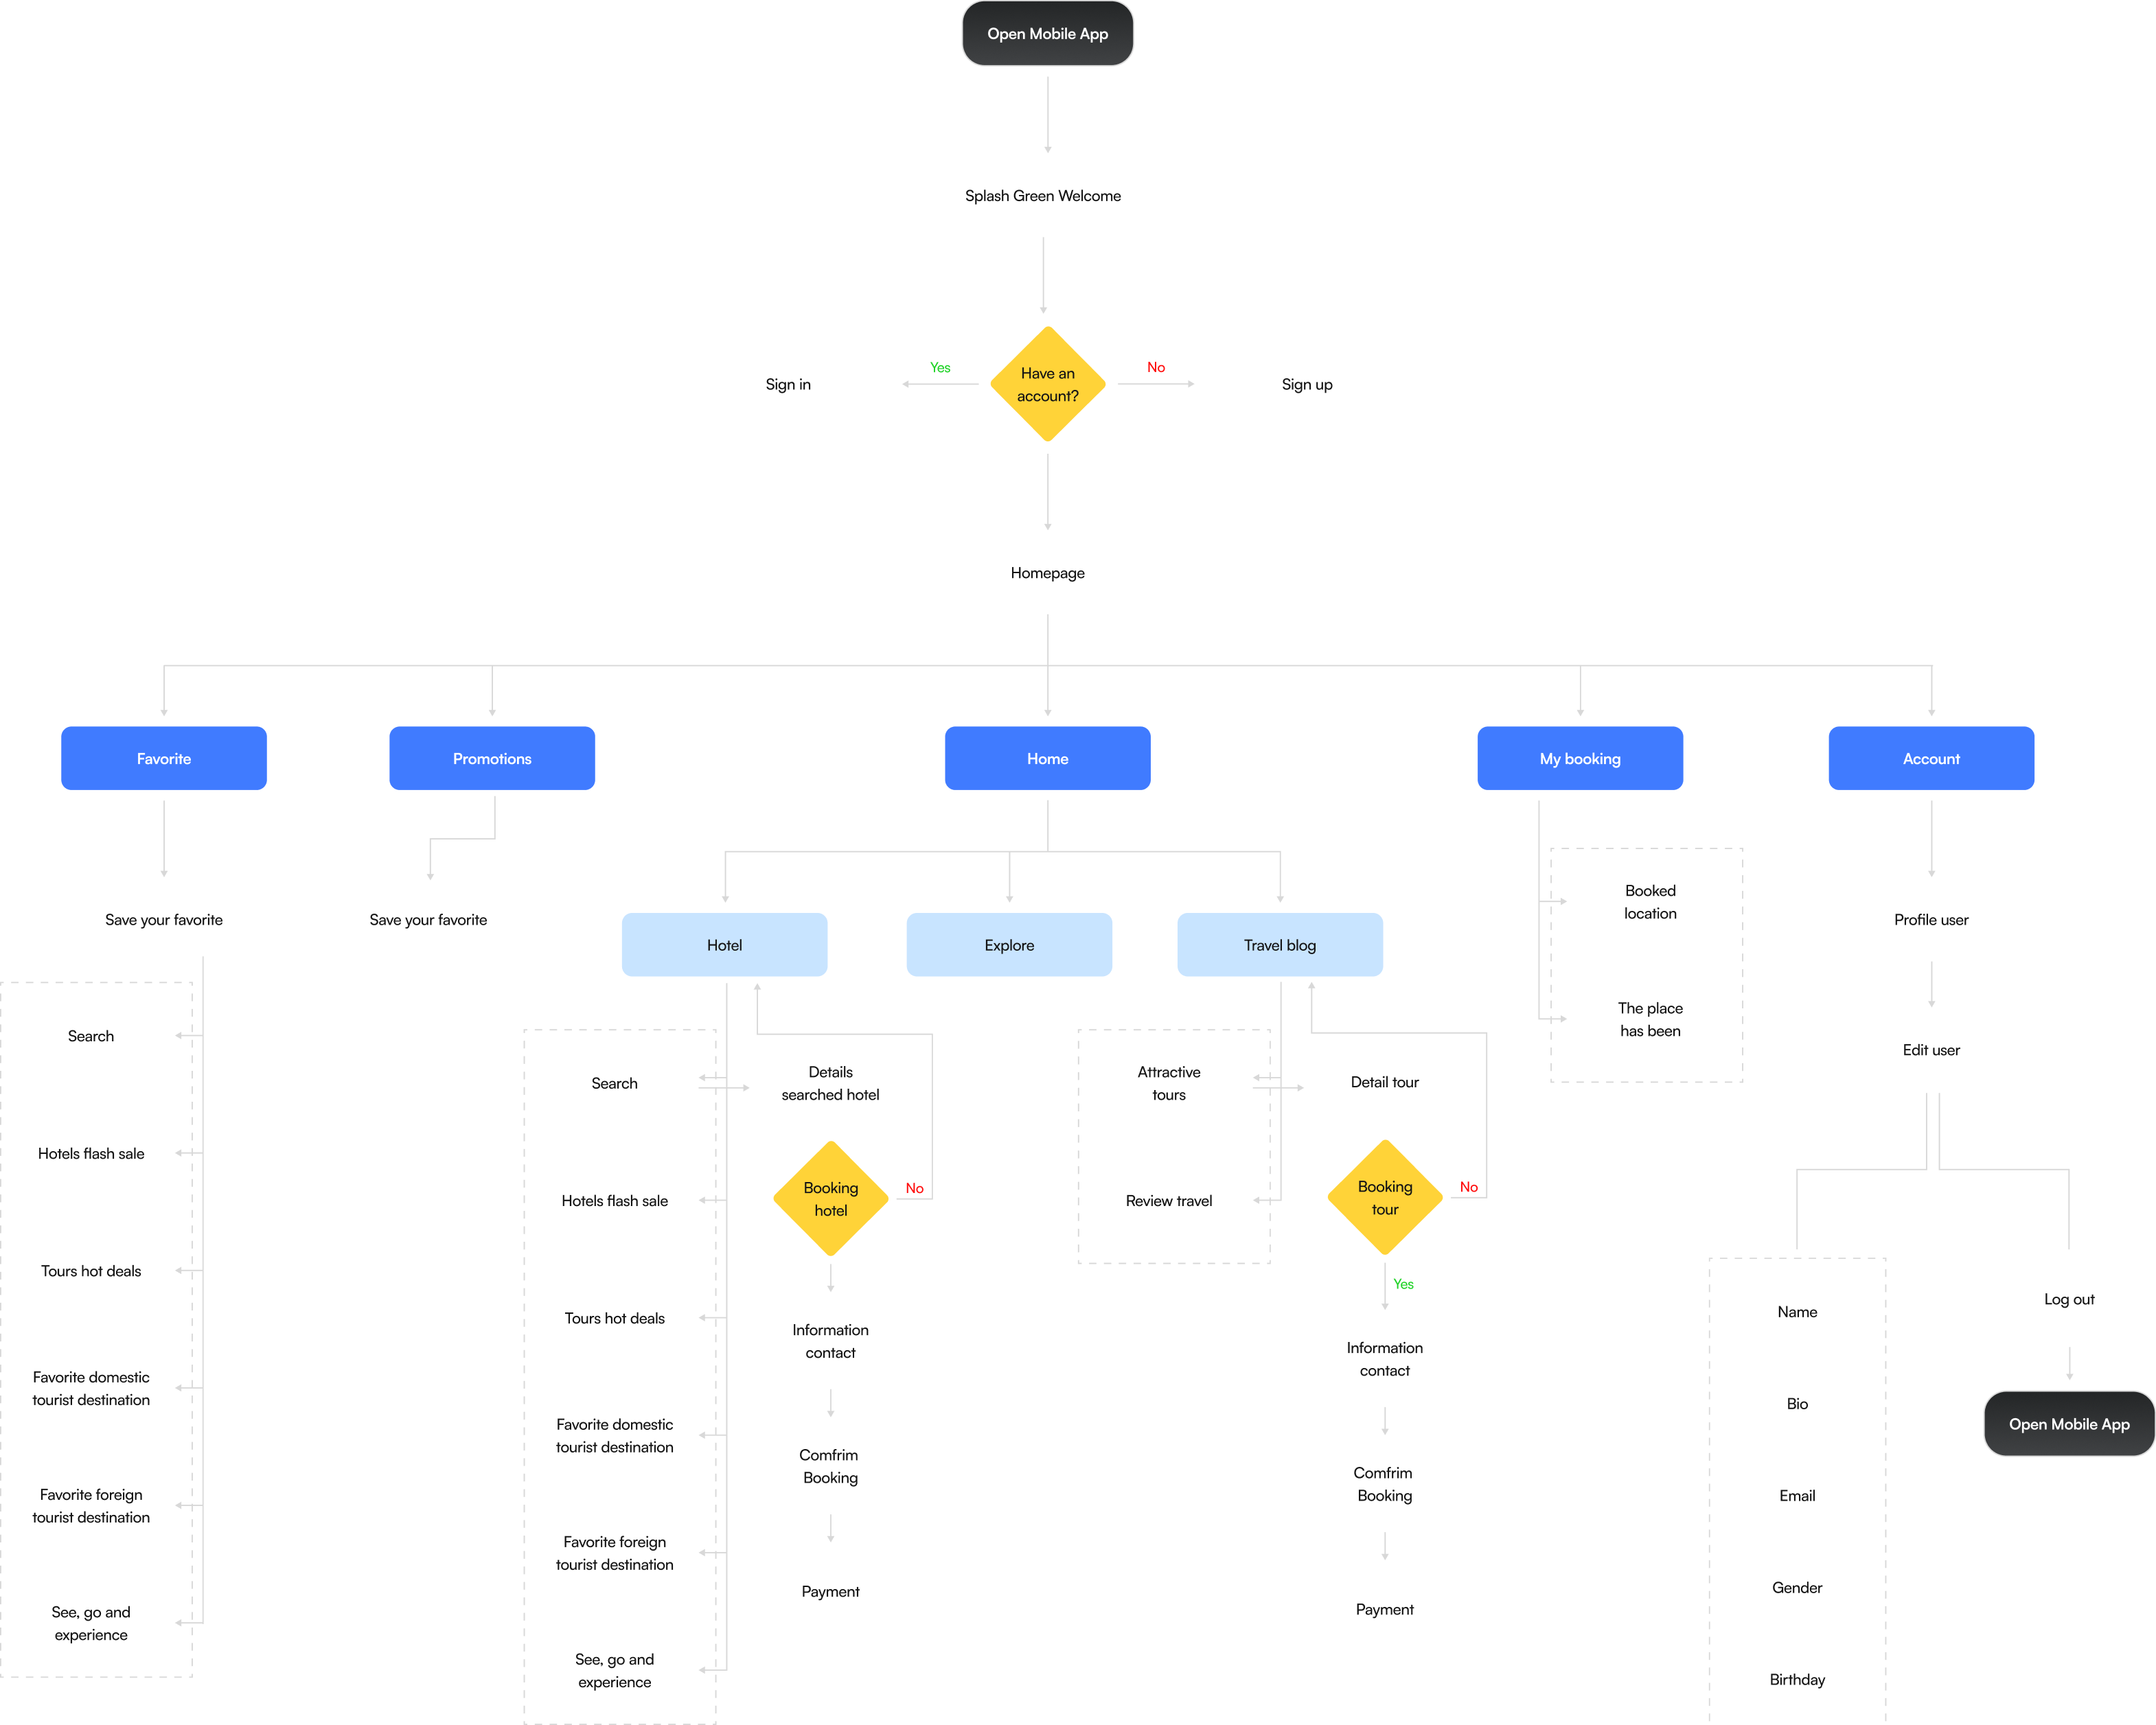 Open Mobile App
Splash Green Welcome
Sign in
Yes
Have an
account?
No
Sign up
Homepage
Favorite
Promotions
Home
My booking
Account
Save your favorite
Search
Hotels flash sale
Tours hot deals
Favorite domestic
tourist destination
Favorite foreign
tourist destination
See, go and
experience
Save your favorite
Hotel
Explore
Travel blog
Search
Hotels flash sale
Tours hot deals
Favorite domestic
tourist destination
Favorite foreign
tourist destination
See, go and
experience
Details
searched hotel
Booking
hotel
No
Information
contact
Comfrim
Booking
Payment
Attractive
tours
Review travel
Detail tour
Booking
tour
No
Yes
Information
contact
Comfrim
Booking
Payment
Booked
location
The place
has been
Profile user
Edit user
Name
Bio
Email
Gender
Birthday
Log out
Open Mobile App